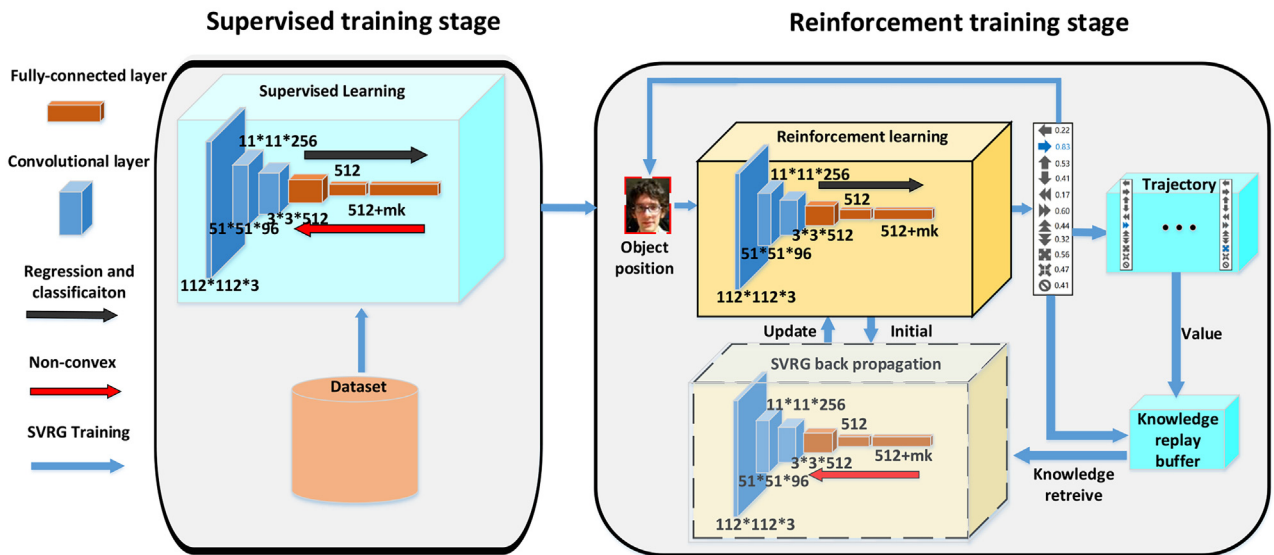 Supervised training stage
Reinforcement training stage
Fully-connected layer
Convolutional layer
Regression and
classificaiton
Non-convex
SVRG Training
Supervised Learning
11*11*256
512
512+mk
3*3*512
51*51*96
112*112*3
Dataset
Object
position
Reinforcement learning
11*11*256
512
512+mk
3*3*512
51*51*96
112*112*3
Update
Initial
SVRG back propagation
11*11*256
512
512+mk
3*3*512
51*51*96
112*112*3
0.22
0.83
0.53
0.41
0.17
0.60
0.44
0.32
0.56
0.47
0.41
Trajectory
Value
Knowledge
replay
buffer
Knowledge
retreive